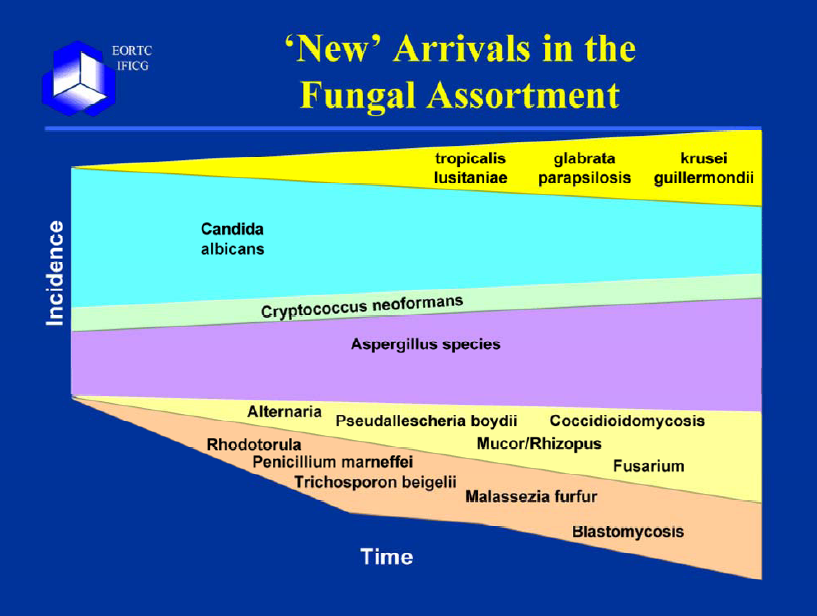 EORTC
IFICG
‘New’ Arrivals in the
Fungal Assortment
tropicalis
lusitaniae
glabrata
parapsilosis
krusei
guillermondii
Candida
albicans
Incidence
Cryptococcus neoformans
Aspergillus species
Alternaria
Pseudallescheria boydii
Coccidioidomycosis
Rhodotorula
Mucor/Rhizopus
Penicillium marneffei
Fusarium
Trichosporon beigelii
Malassezia furfur
Blastomycosis
Time